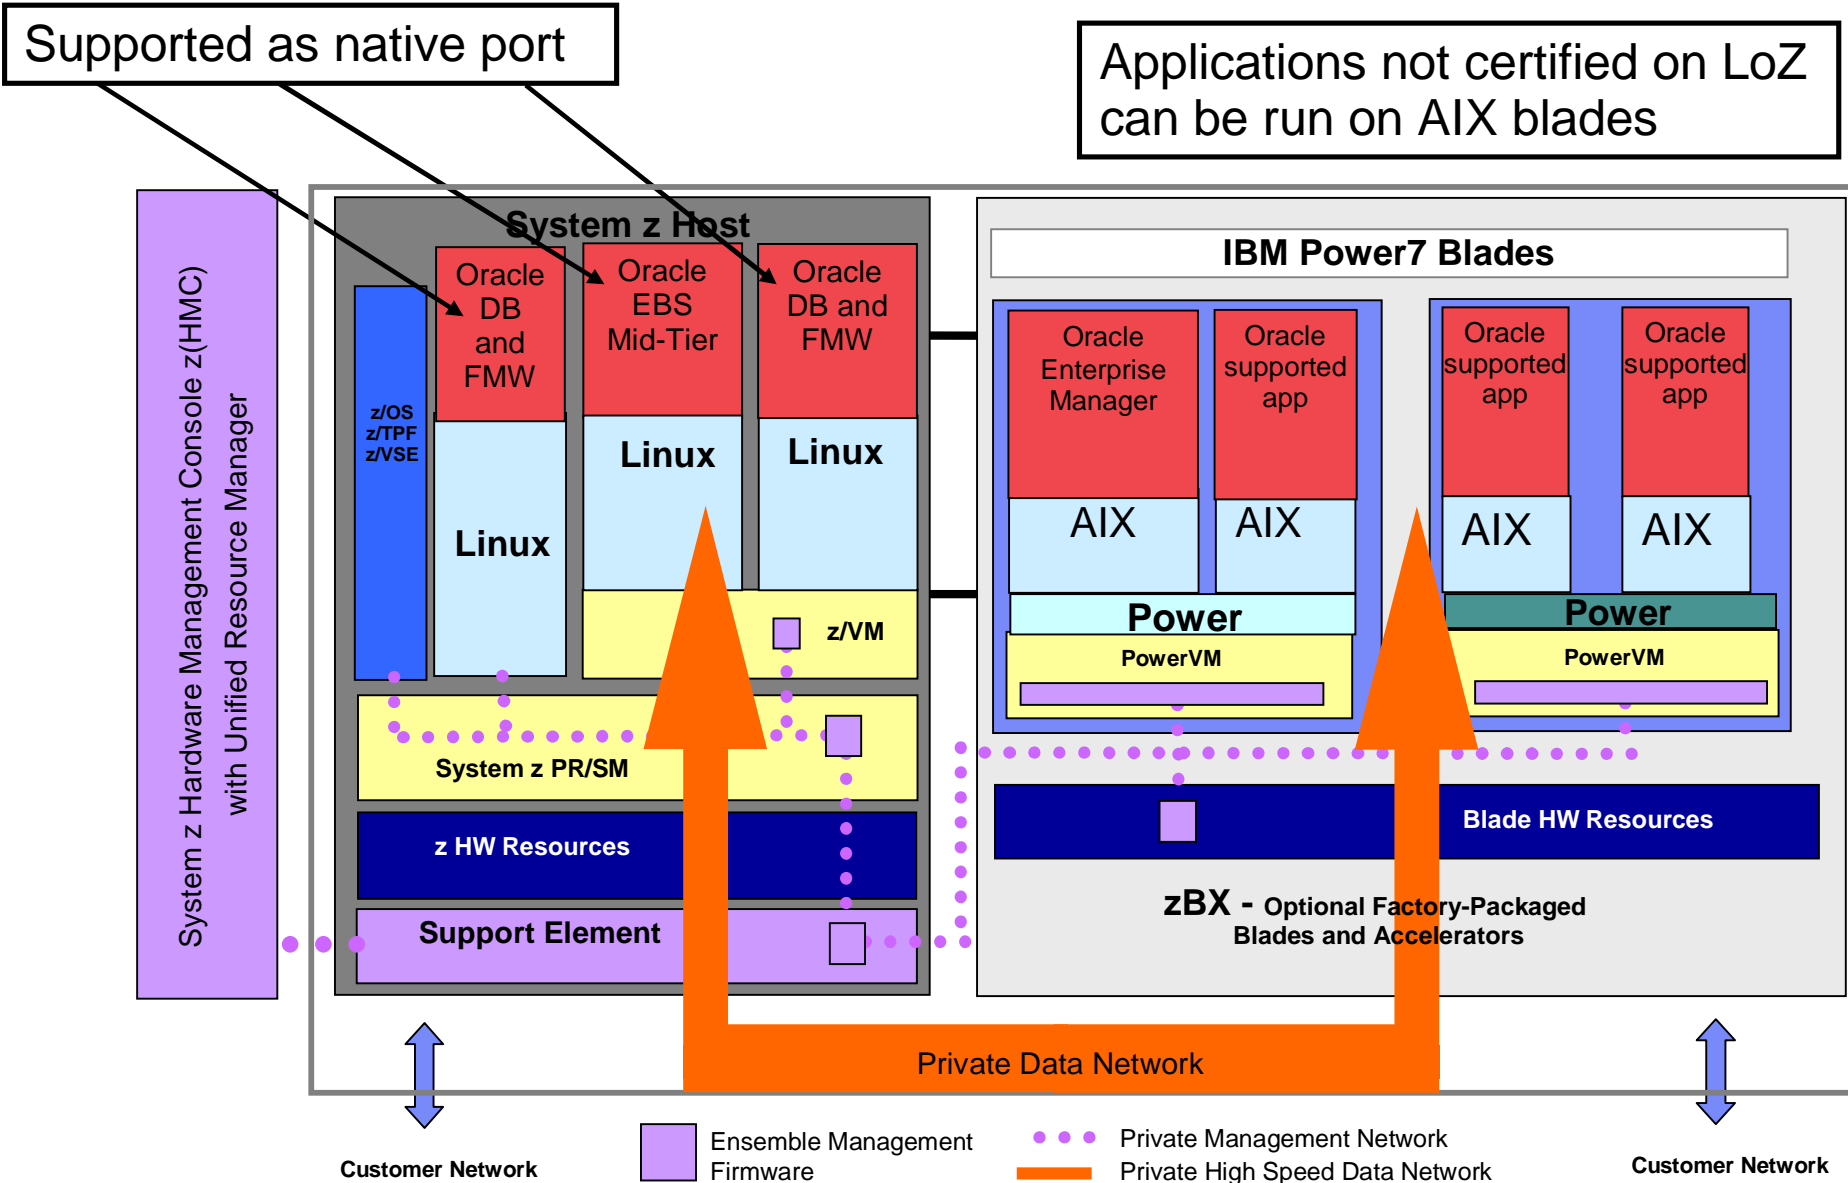 Supported as native port
Applications not certified on LoZ
can be run on AIX blades
System z Hardware Management Console z(HMC)
with Unified Resource Manager
System z Host
z/OS
z/TPF
z/VSE
Oracle
DB
and
FMW
Linux
Oracle
EBS
Mid-Tier
Linux
Oracle
DB and
FMW
Linux
z/VM
System z PR/SM
z HW Resources
Support Element
IBM Power7 Blades
Oracle
Enterprise
Manager
AIX
Oracle
supported
app
AIX
Power
PowerVM
Oracle
supported
app
AIX
Oracle
supported
app
AIX
Power
PowerVM
Blade HW Resources
zBX - Optional Factory-Packaged
Blades and Accelerators
Private Data Network
Customer Network
Ensemble Management
Firmware
Private Management Network
Private High Speed Data Network
Customer Network